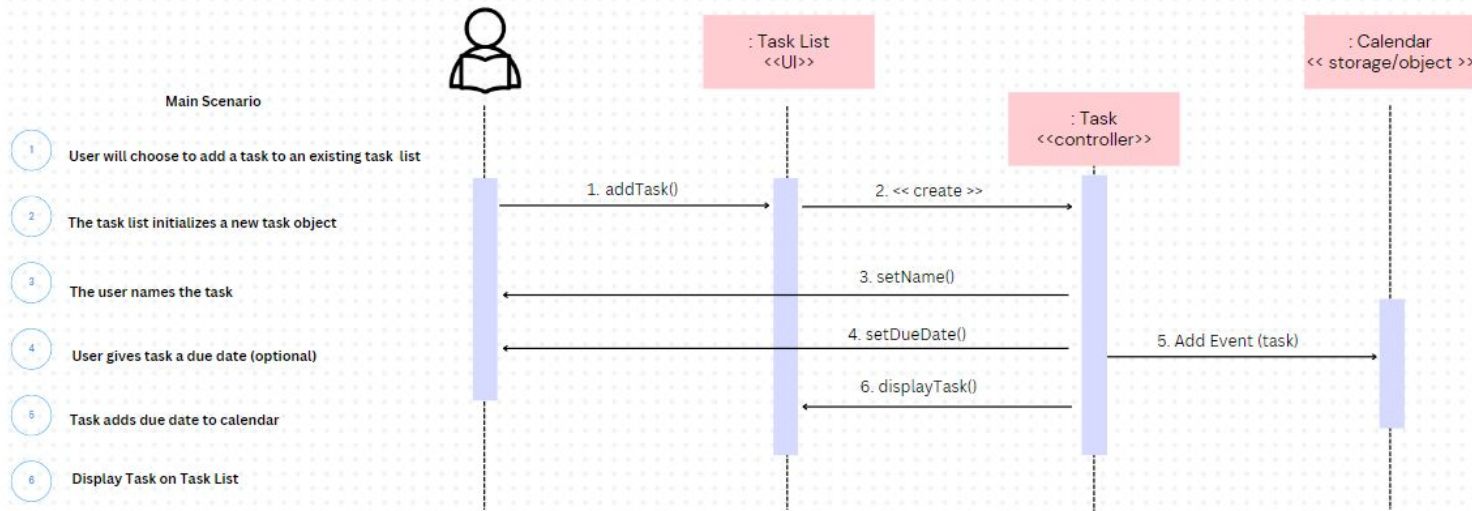 : Task List
<<UI>>
: Calendar
<< storage/object >>
Main Scenario
: Task
<<controller>>
1
User will choose to add a task to an existing task list
1. addTask()
2. << create >>
2
The task list initializes a new task object
3
The user names the task
3. setName()
4
User gives task a due date (optional)
4. setDueDate()
5. Add Event (task)
6. displayTask()
5
Task adds due date to calendar
6
Display Task on Task List